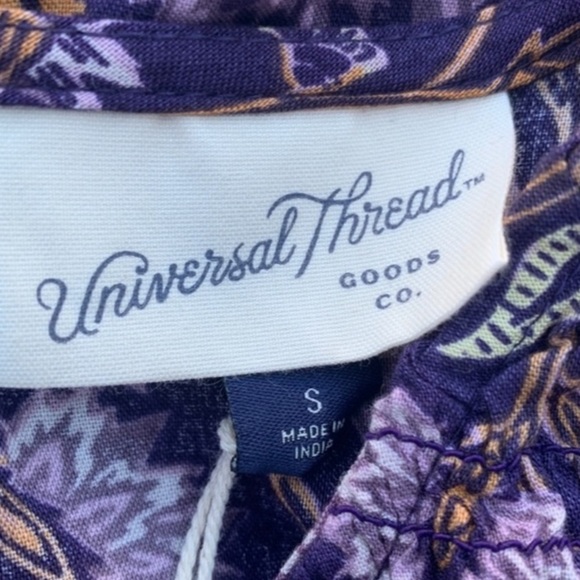 Universal Thread™
GOODS
CO.
S
MADE IN
INDIA